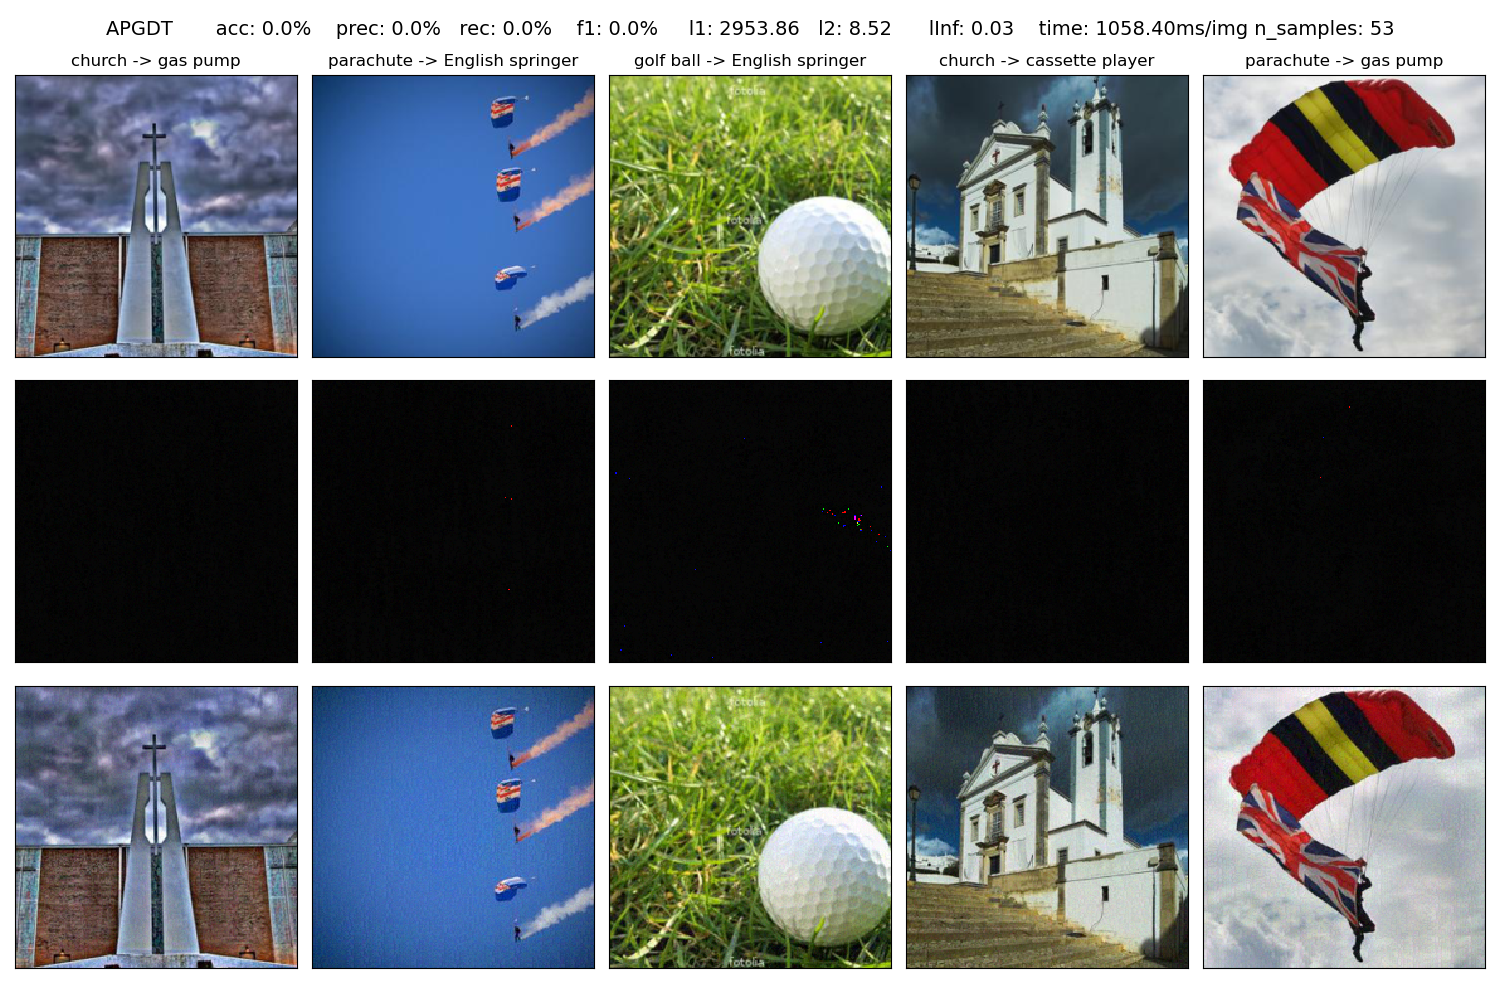 APGDT acc: 0.0% prec: 0.0% rec: 0.0% f1: 0.0% l1: 2953.86 l2: 8.52 lInf: 0.03 time: 1058.40ms/img n_samples: 53
church -> gas pump
parachute -> English springer
golf ball -> English springer
church -> cassette player
parachute -> gas pump
fotolia
fotolia
fotolia
fotolia
fotolia
fotolia